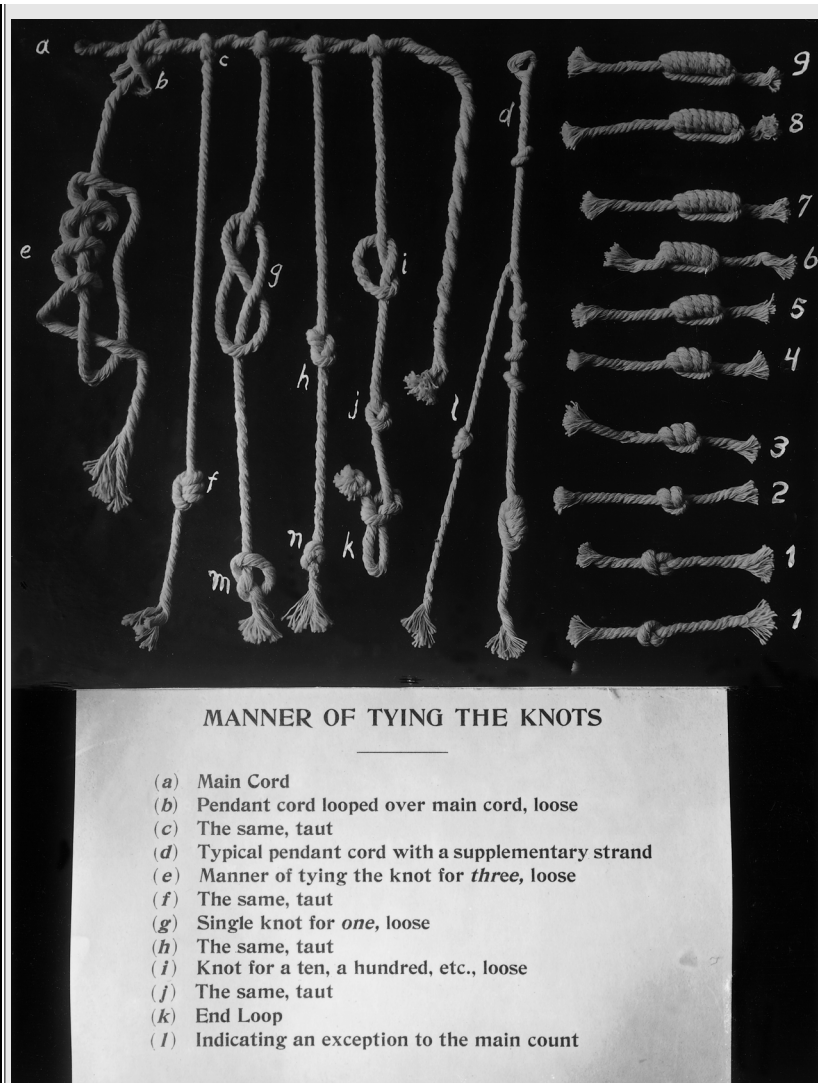 a
b
c
d
9
8
7
e
g
i
6
5
h
4
j
l
3
f
2
n
k
m
1
1
MANNER OF TYING THE KNOTS
(a) Main Cord
(b) Pendant cord looped over main cord, loose
(c) The same, taut
(d) Typical pendant cord with a supplementary strand
(e) Manner of tying the knot for three, loose
(f) The same, taut
(g) Single knot for one, loose
(h) The same, taut
(i) Knot for a ten, a hundred, etc., loose
(j) The same, taut
(k) End Loop
(l) Indicating an exception to the main count